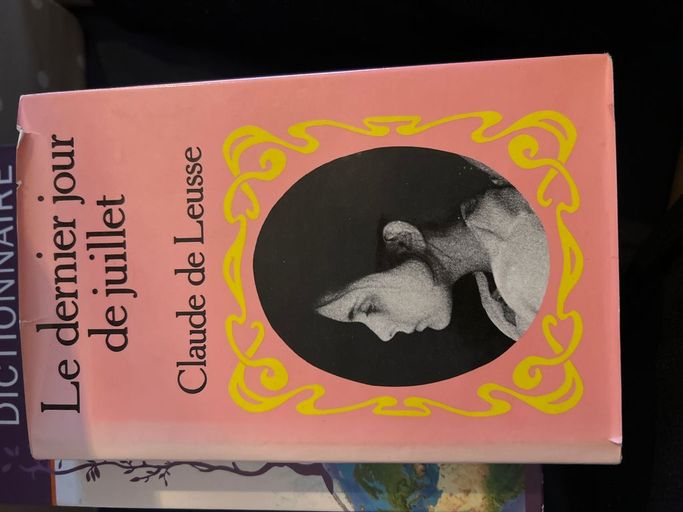 Le dernier jour
de juillet
Claude de Leusse
DICTIONNAIRE